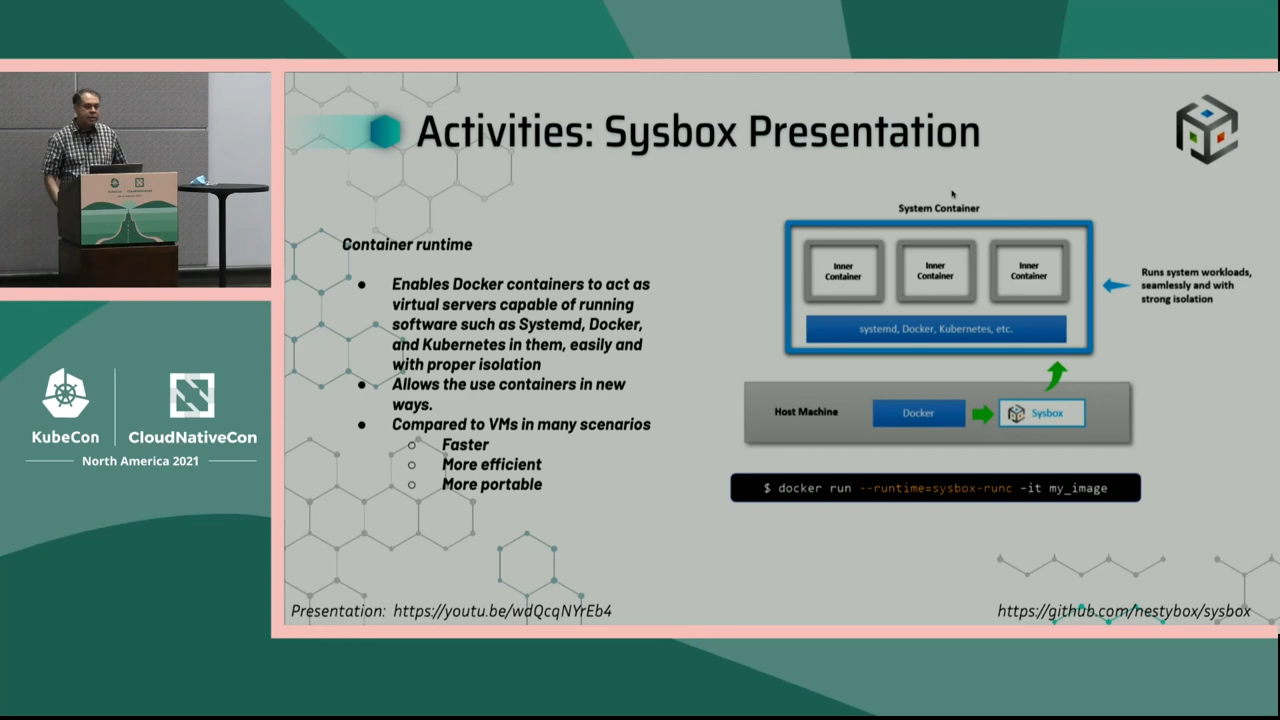 Activities: Sysbox Presentation
Container runtime
● Enables Docker containers to act as
virtual servers capable of running
software such as Systemd, Docker,
and Kubernetes in them, easily and
with proper isolation
● Allows the use containers in new
ways.
● Compared to VMs in many scenarios
○ Faster
○ More efficient
○ More portable
System Container
Inner
Container
Inner
Container
Inner
Container
systemd, Docker, Kubernetes, etc.
Runs system workloads,
seamlessly and with
strong isolation
Host Machine
Docker
Sysbox
$ docker run --runtime=sysbox-runc -it my_image
Presentation: https://youtu.be/wdQcqNYrEb4
https://github.com/nestybox/sysbox
KubeCon
CloudNativeCon
North America 2021